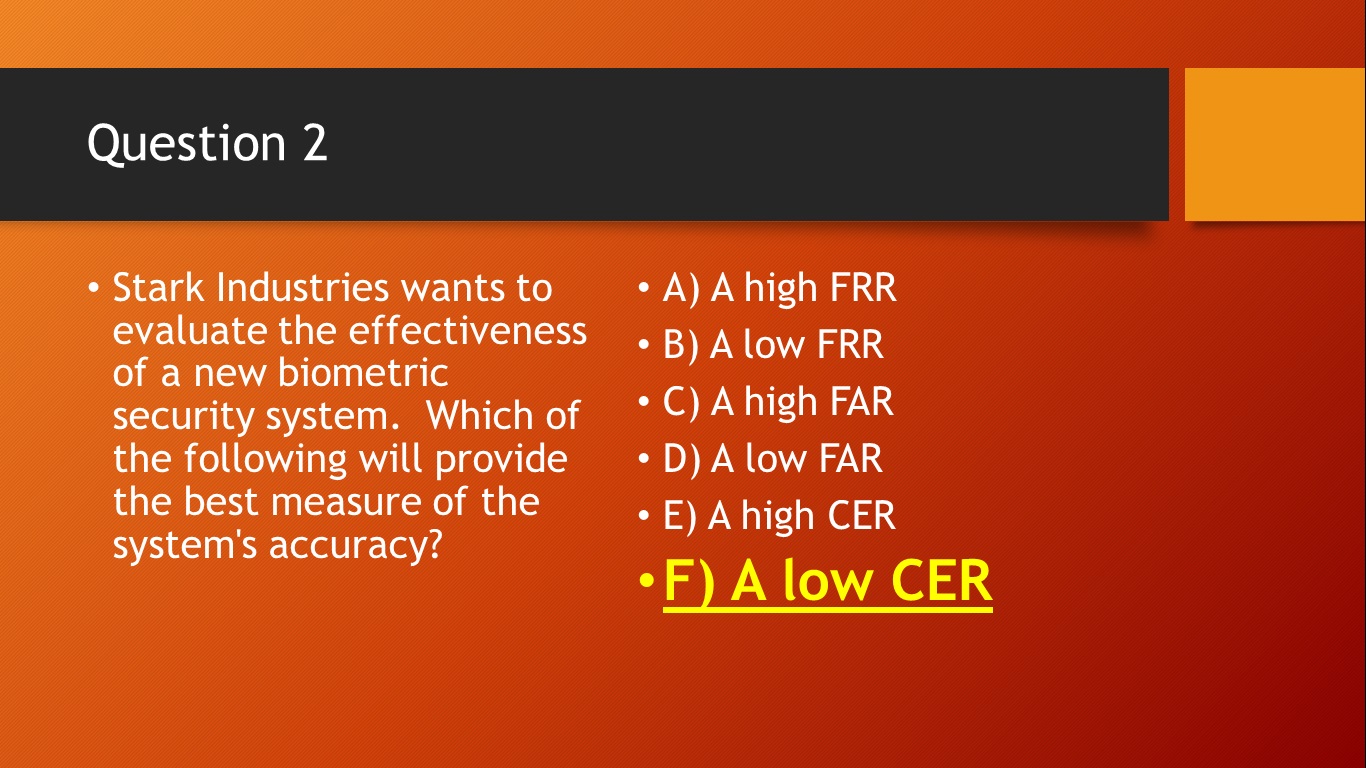 Question 2
• Stark Industries wants to
evaluate the effectiveness
of a new biometric
security system.  Which of
the following will provide
the best measure of the
system's accuracy?
• A) A high FRR
• B) A low FRR
• C) A high FAR
• D) A low FAR
• E) A high CER
• F) A low CER